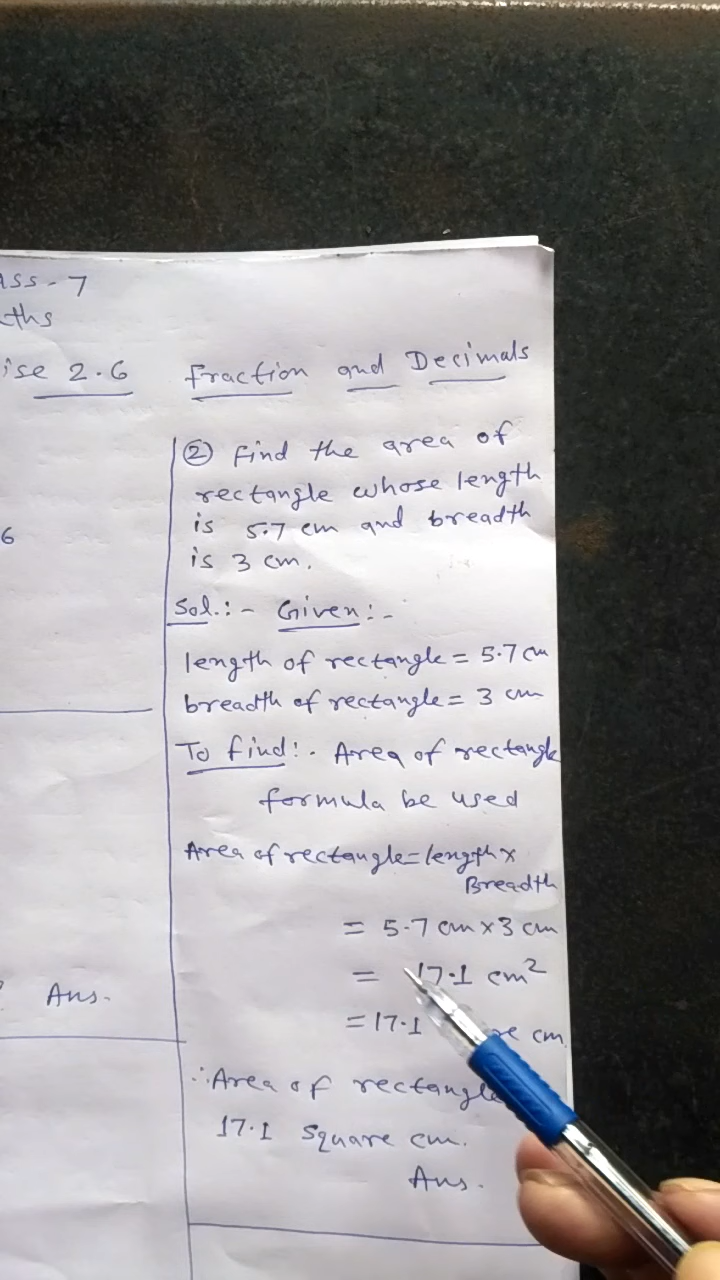 ass-7
ths
ise 2.6 Fraction and Decimals
② Find the area of
rectangle whose length
is 5.7 cm and breadth
is 3 cm.
6
Sol.:- Given:-
length of rectangle = 5.7 cm
breadth of rectangle = 3 cm
To find:- Area of rectangle
formula be used
Area of rectangle = length ×
Breadth
= 5.7 cm × 3 cm
= 17.1 cm²
Ans.
= 17.1 re cm.
∴ Area of rectangle
17.1 square cm.
Ans.